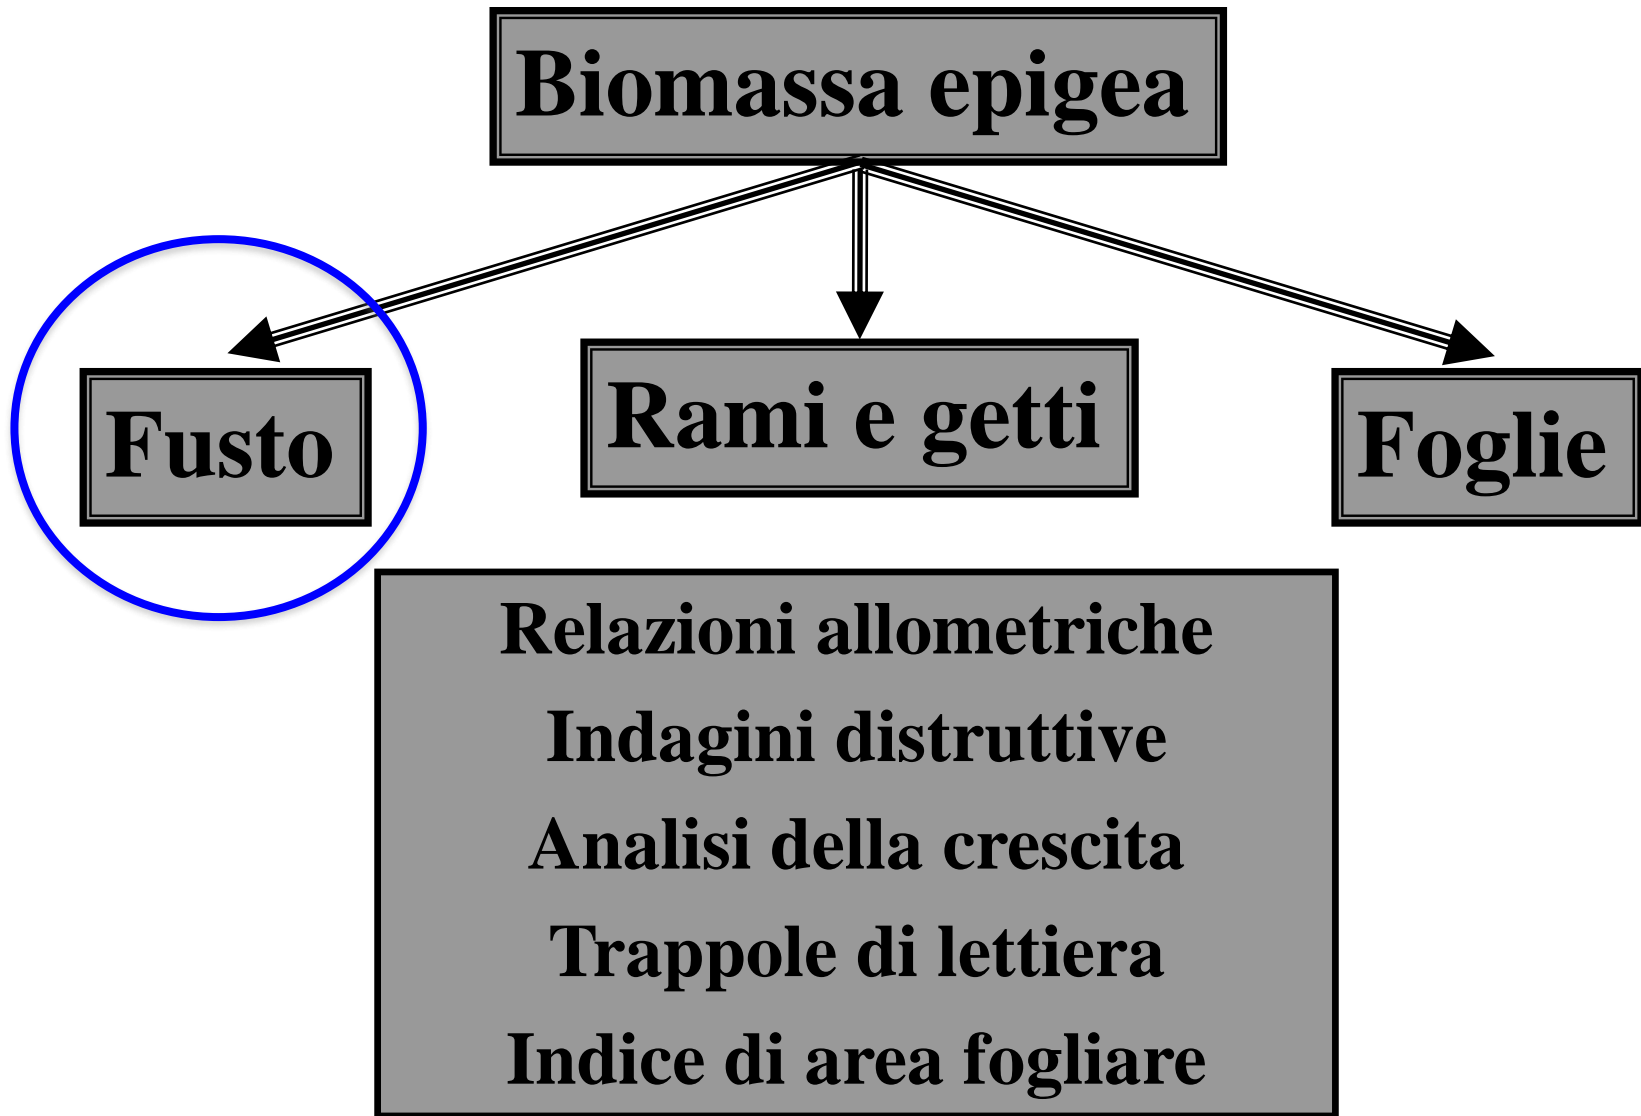 Biomassa epigea
Fusto
Rami e getti
Foglie
Relazioni allometriche
Indagini distruttive
Analisi della crescita
Trappole di lettiera
Indice di area fogliare